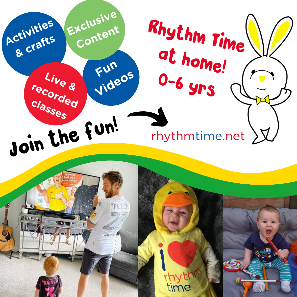 Activities
& crafts
Exclusive
Content
Live &
recorded
classes
Fun
Videos
Rhythm Time
at home!
0-6 yrs
Join the fun!
rhythmtime.net
I
rhythm
time